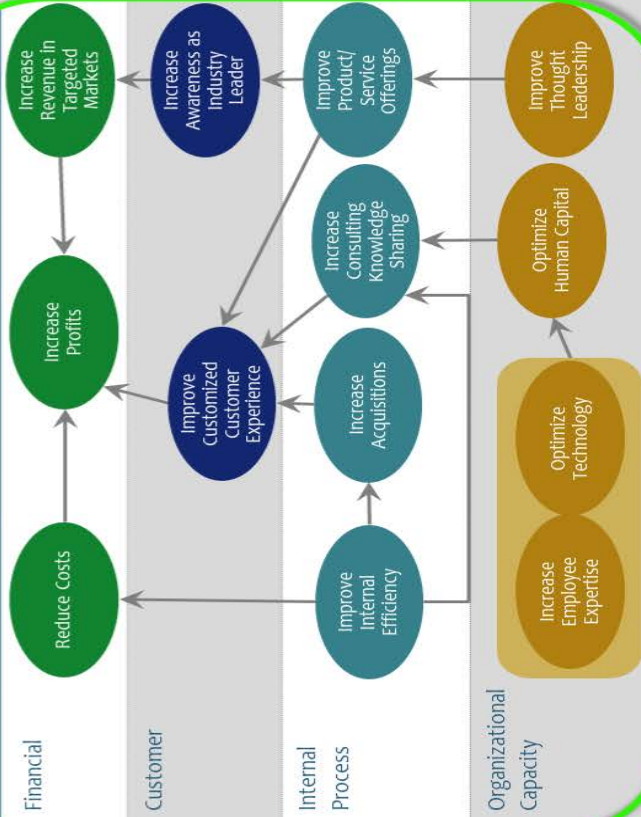 Financial
Reduce Costs
Increase
Profits
Increase
Revenue in
Targeted
Markets
Customer
Improve
Customized
Customer
Experience
Increase
Awareness as
Industry
Leader
Internal
Process
Improve
Internal
Efficiency
Increase
Acquisitions
Increase
Consulting
Knowledge
Sharing
Improve
Product/
Service
Offerings
Organizational
Capacity
Increase
Employee
Expertise
Optimize
Technology
Optimize
Human Capital
Improve
Thought
Leadership